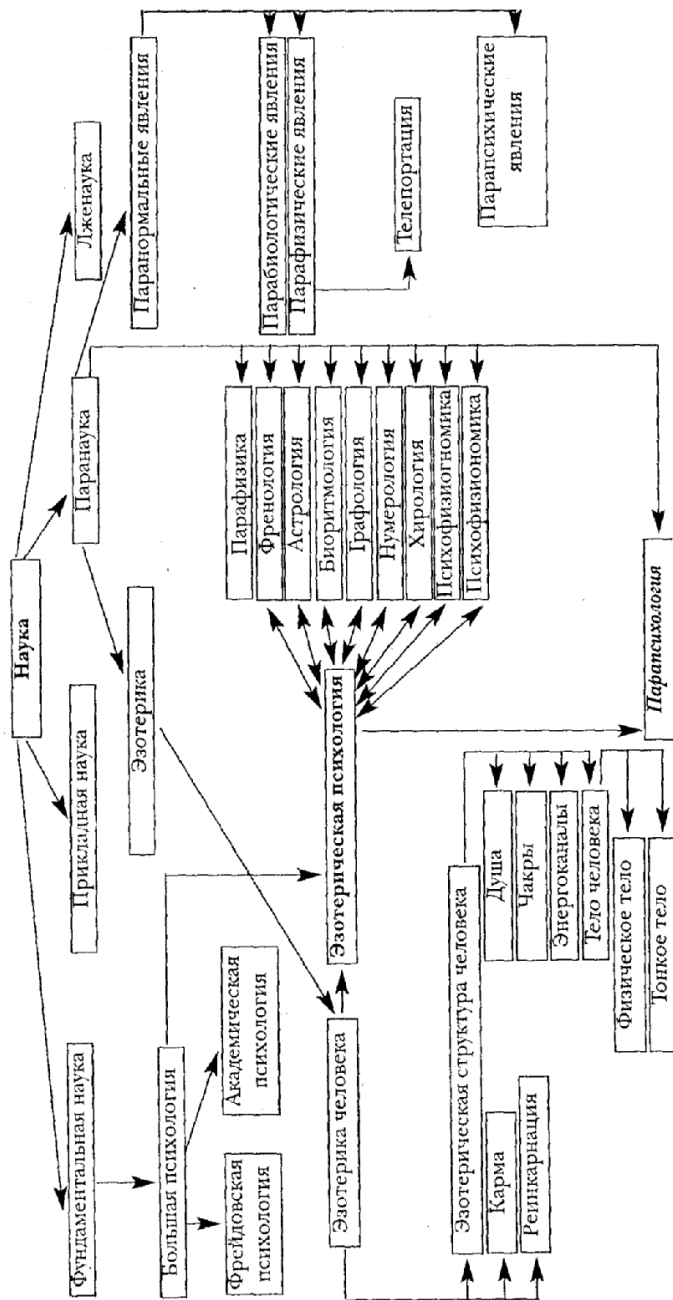 Наука
Фундаментальная наука
Прикладная наука
Паранаука
Лженаука
Большая психология
Эзотерика
Паранормальные явления
Фрейдовская
психология
Академическая
психология
Парабиологические явления
Парафизические явления
Телепортация
Парапсихические
явления
Эзотерика человека
Эзотерическая психология
Парафизика
Френология
Астрология
Биоритмология
Графология
Нумерология
Хирология
Психофизиогномика
Психофизиономика
Эзотерическая структура человека
Карма
Реинкарнация
Душа
Чакры
Энергоканалы
Тело человека
Физическое тело
Тонкое тело
Парапсихология